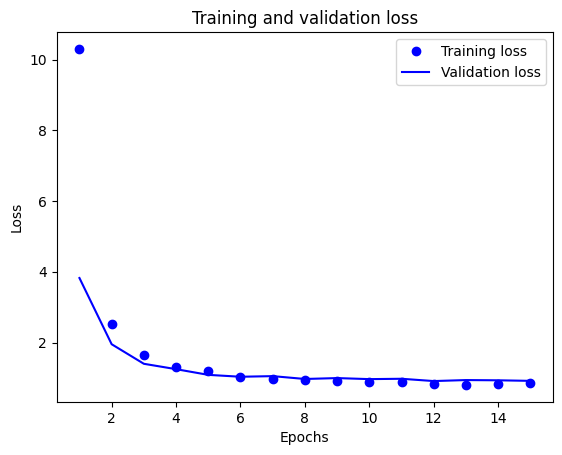 Training and validation loss
Training loss
Validation loss
10
8
6
4
2
Loss
2
4
6
8
10
12
14
Epochs